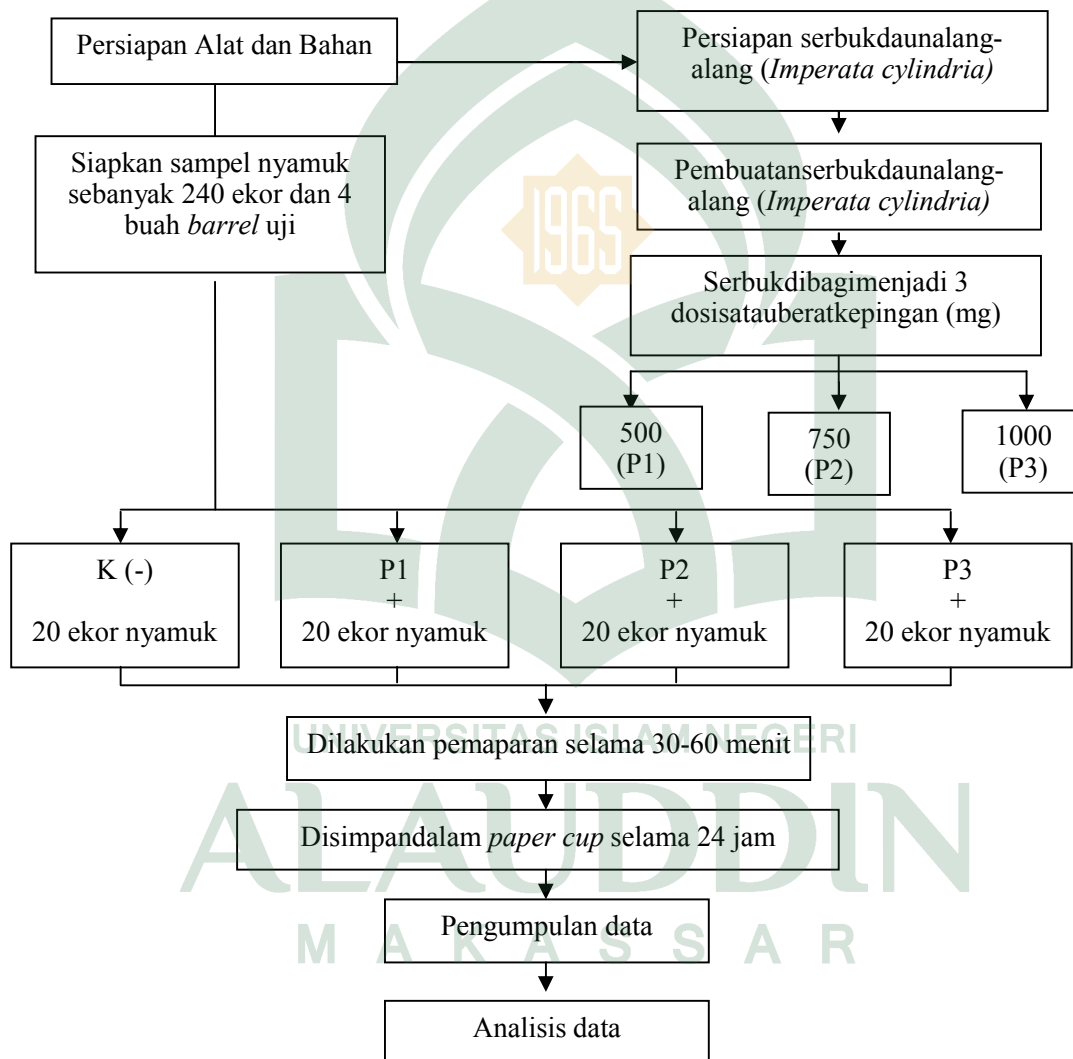 Persiapan Alat dan Bahan
Persiapan serbukdaunalang-
alang (Imperata cylindria)
Siapkan sampel nyamuk
sebanyak 240 ekor dan 4
buah barrel uji
Pembuatanserbukdaunalang-
alang (Imperata cylindria)
1965
Serbukdibagimenjadi 3
dosisatauberatkepingan (mg)
500
(P1)
750
(P2)
1000
(P3)
K (-)
20 ekor nyamuk
P1
+
20 ekor nyamuk
P2
+
20 ekor nyamuk
P3
+
20 ekor nyamuk
UNIVERSITAS ISLAM NEGERI
Dilakukan pemaparan selama 30-60 menit
ALAUDDIN
Disimpandalam paper cup selama 24 jam
Pengumpulan data
MAKASSAR
Analisis data